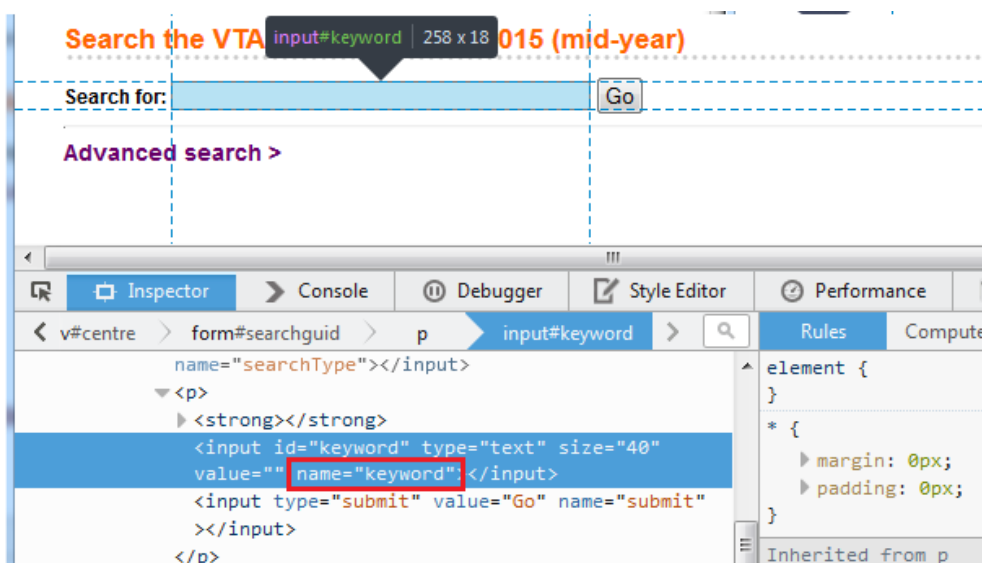 Search the VTA
input#keyword | 258 x 18
015 (mid-year)
Search for:
Go
Advanced search >
Inspector
Console
Debugger
Style Editor
Performance
v#centre
form#searchguid
p
input#keyword
Rules
Compute
name="searchType"></input>
<p>
<strong></strong>
<input id="keyword" type="text" size="40"
value="" name="keyword"></input>
<input type="submit" value="Go" name="submit"
></input>
</p>
element {
}
* {
margin: 0px;
padding: 0px;
}
Inherited from p